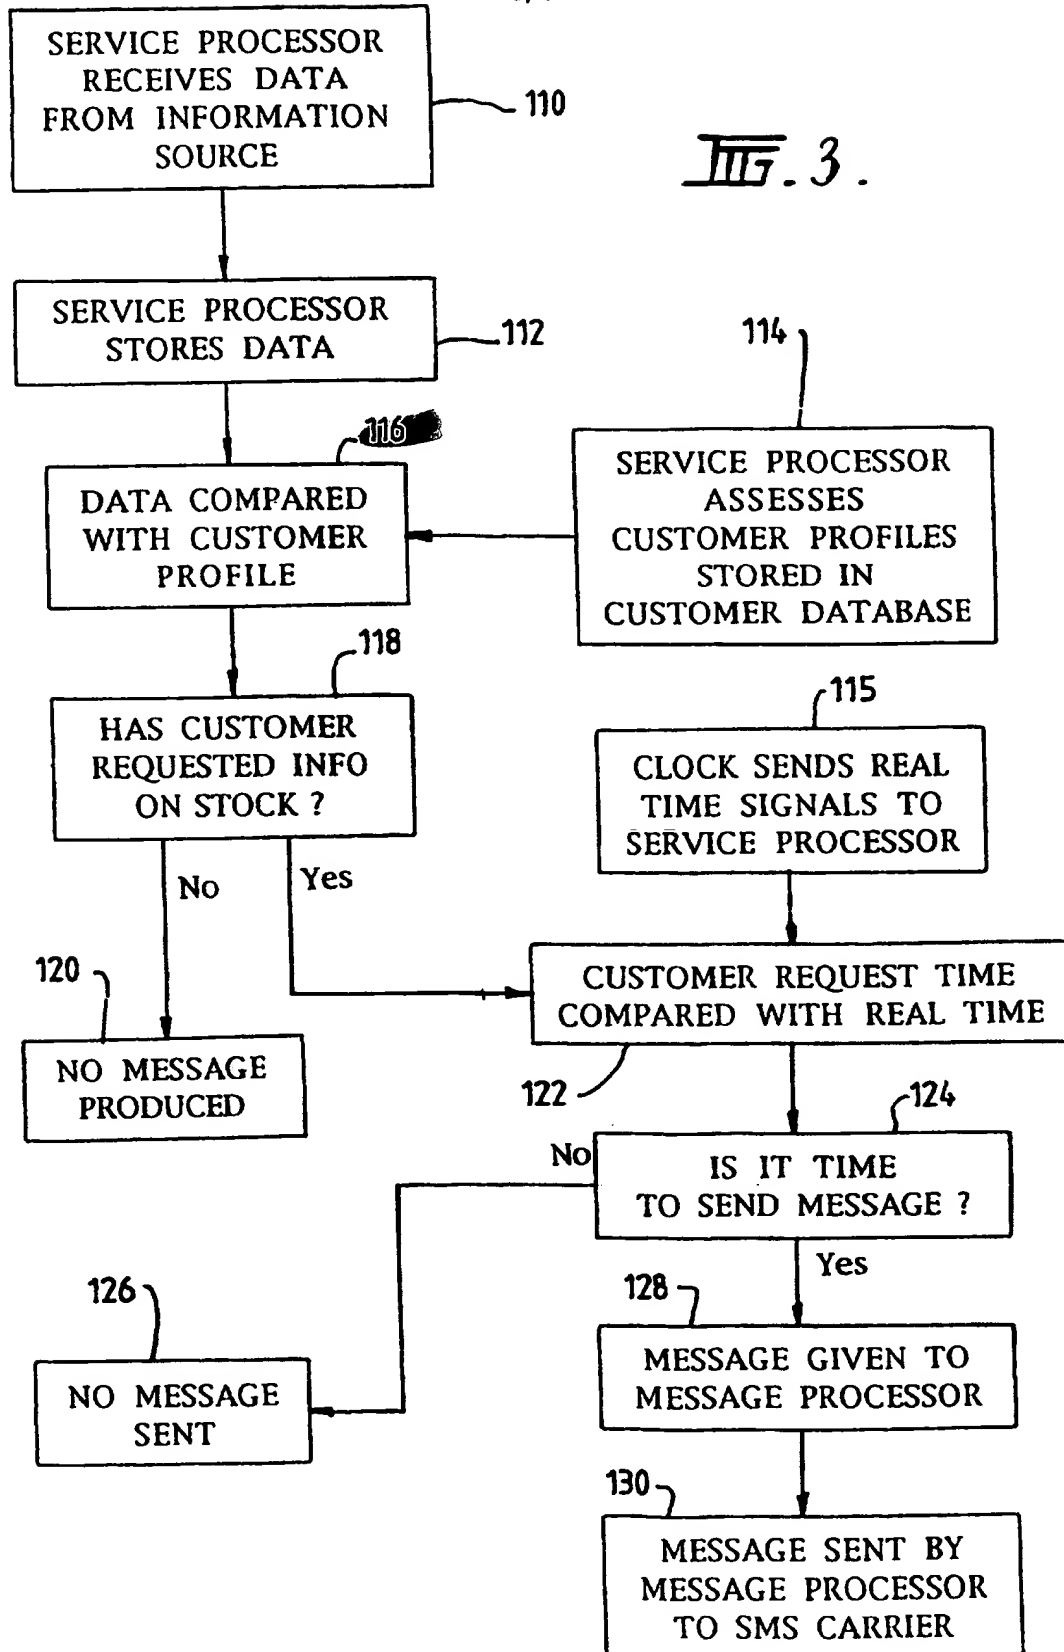 SERVICE PROCESSOR
RECEIVES DATA
FROM INFORMATION
SOURCE
110
FIG. 3.
SERVICE PROCESSOR
STORES DATA
112
114
116
DATA COMPARED
WITH CUSTOMER
PROFILE
SERVICE PROCESSOR
ASSESSES
CUSTOMER PROFILES
STORED IN
CUSTOMER DATABASE
118
HAS CUSTOMER
REQUESTED INFO
ON STOCK ?
115
CLOCK SENDS REAL
TIME SIGNALS TO
SERVICE PROCESSOR
No
Yes
120
NO MESSAGE
PRODUCED
CUSTOMER REQUEST TIME
COMPARED WITH REAL TIME
122
124
No
IS IT TIME
TO SEND MESSAGE ?
Yes
126
NO MESSAGE
SENT
128
MESSAGE GIVEN TO
MESSAGE PROCESSOR
130
MESSAGE SENT BY
MESSAGE PROCESSOR
TO SMS CARRIER